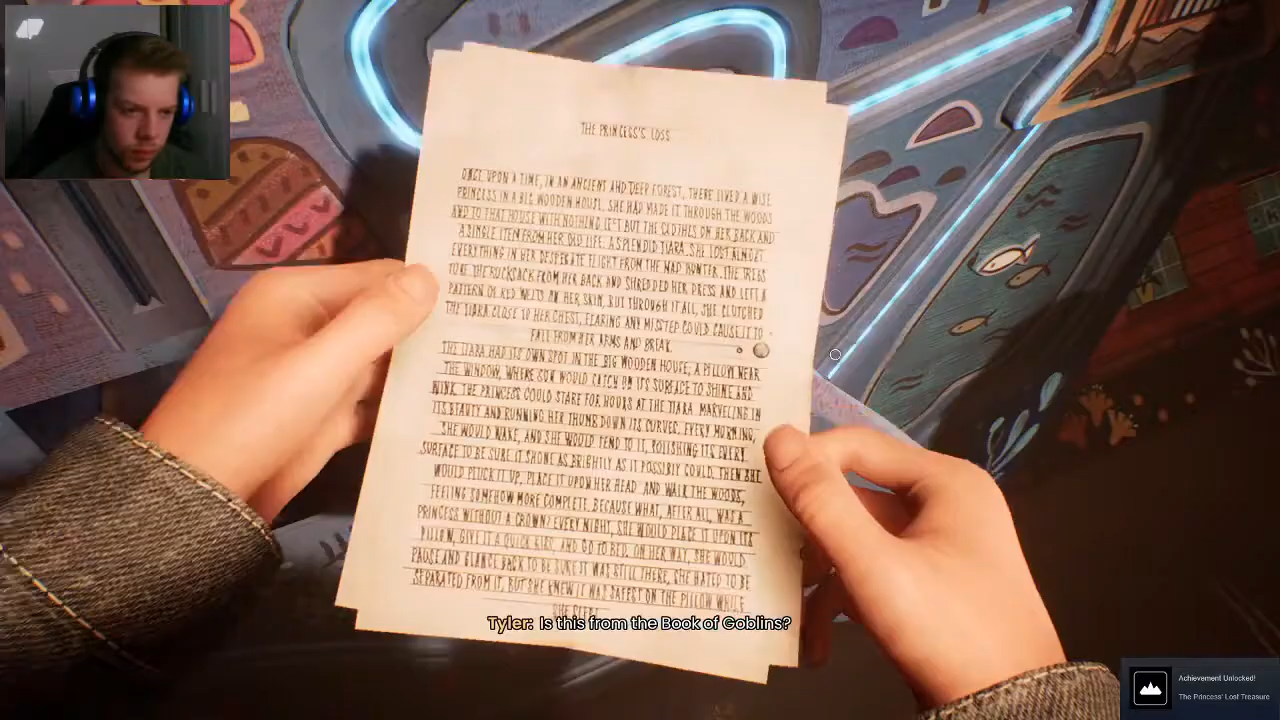 THE PRINCESS'S LOSS
ONCE UPON A TIME, IN AN ANCIENT AND DEEP FOREST, THERE LIVED A WISE
PRINCESS IN A BIG WOODEN HOUSE. SHE HAD MADE IT THROUGH THE WOODS
AND TO THAT HOUSE WITH NOTHING LEFT BUT THE CLOTHES ON HER BACK AND
A SINGLE ITEM FROM HER OLD LIFE. A SPLENDID TIARA. SHE LOST ALMOST
EVERYTHING IN HER DESPERATE FLIGHT FROM THE MAD HUNTER. THE TREES
TORE THE RUCKSACK FROM HER BACK AND SHREDDED HER DRESS AND LEFT A
PATTERN OF RED WELTS ON HER SKIN, BUT THROUGH IT ALL, SHE CLUTCHED
THE TIARA CLOSE TO HER CHEST, FEARING ANY MISSTEP COULD CAUSE IT TO
FALL FROM HER ARMS AND BREAK.
THE TIARA HAD ITS OWN SPOT IN THE BIG WOODEN HOUSE, A PILLOW NEAR
THE WINDOW, WHERE SUN WOULD CATCH ON ITS SURFACE TO SHINE AND
WINK. THE PRINCESS COULD STARE FOR HOURS AT THE TIARA, MARVELING IN
ITS BEAUTY AND RUNNING HER THUMB DOWN ITS CURVES. EVERY MORNING,
SHE WOULD WAKE, AND SHE WOULD TEND TO IT, POLISHING ITS EVERY
SURFACE TO BE SURE IT SHONE AS BRIGHTLY AS IT POSSIBLY COULD. THEN SHE
WOULD PLUCK IT UP, PLACE IT UPON HER HEAD AND WALK THE WOODS,
FEELING SOMEHOW MORE COMPLETE. BECAUSE WHAT, AFTER ALL, WAS A
PRINCESS WITHOUT A CROWN? EVERY NIGHT, SHE WOULD PLACE IT UPON ITS
PILLOW, GIVE IT A QUICK KISS, AND GO TO BED. ON HER WAY, SHE WOULD
PAUSE AND GLANCE BACK TO BE SURE IT WAS STILL THERE. SHE HATED TO BE
SEPARATED FROM IT, BUT SHE KNEW IT WAS SAFEST ON THE PILLOW WHILE
SHE SLEPT.
Tyler: Is this from the Book of Goblins?
Achievement Unlocked!
The Princess' Lost Treasure